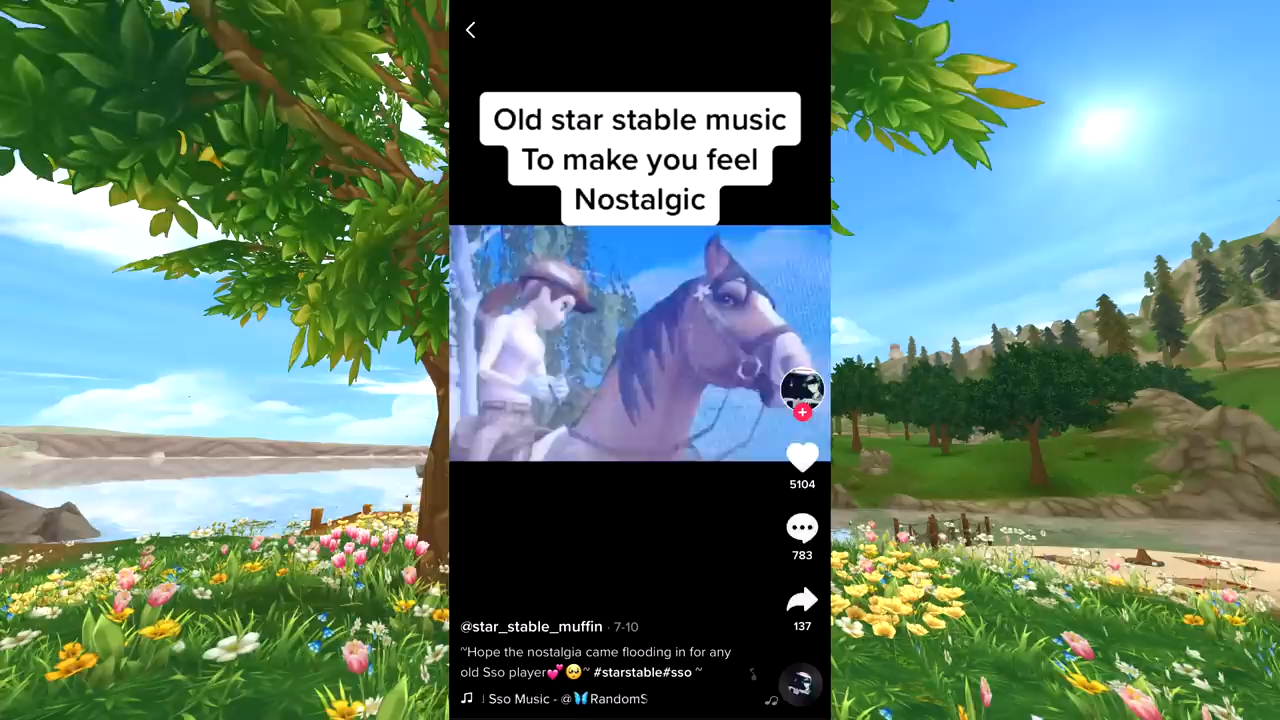 Old star stable music
To make you feel
Nostalgic
5104
783
137
@star_stable_muffin · 7-10
~Hope the nostalgia came flooding in for any
old Sso player💕🥺~ #starstable#sso ~
Sso Music - @🦋RandomS